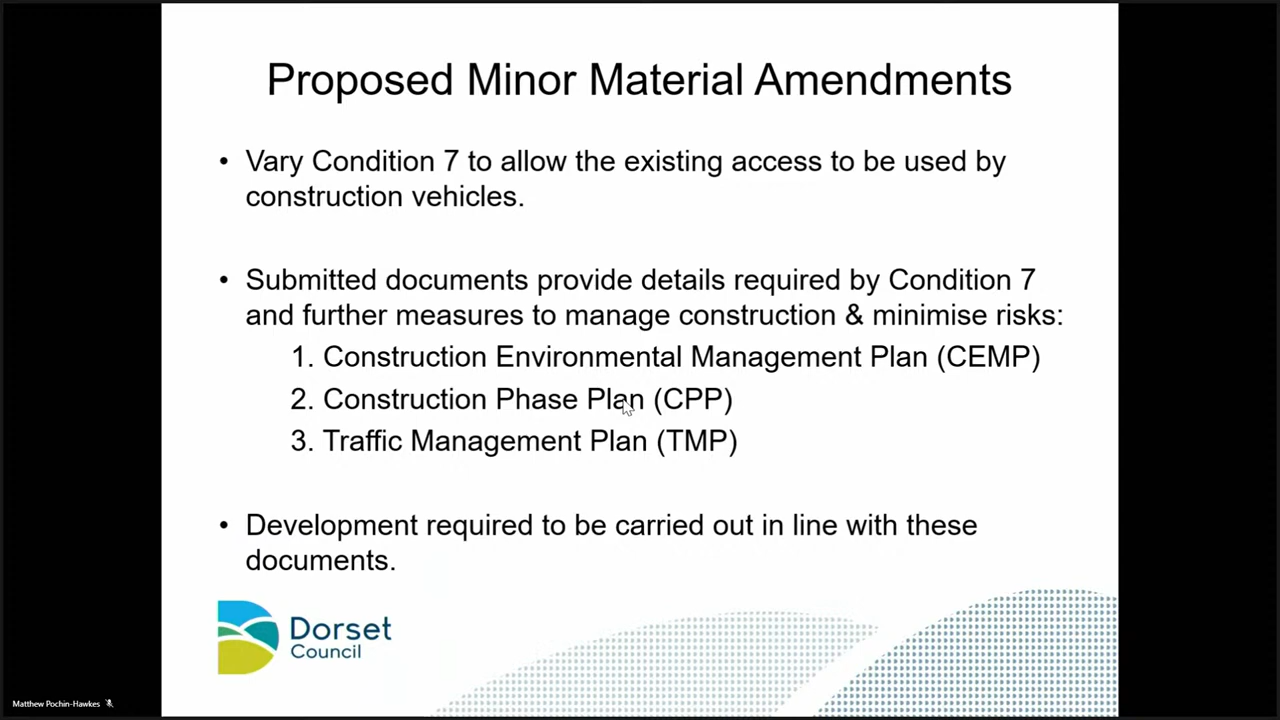 Proposed Minor Material Amendments
• Vary Condition 7 to allow the existing access to be used by
construction vehicles.
• Submitted documents provide details required by Condition 7
and further measures to manage construction & minimise risks:
1. Construction Environmental Management Plan (CEMP)
2. Construction Phase Plan (CPP)
3. Traffic Management Plan (TMP)
• Development required to be carried out in line with these
documents.
Dorset
Council
Matthew Pochin-Hawkes